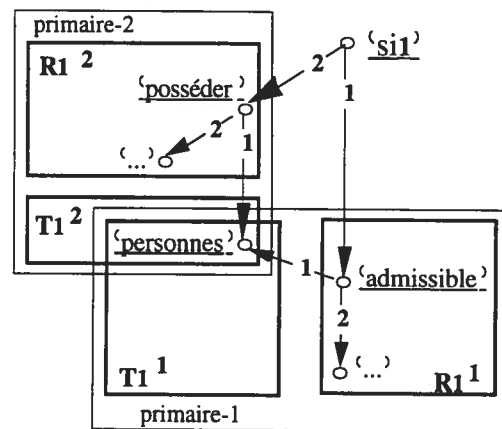 primaire-2
R1 2
(si1)
2
(posséder)
1
2
(...)
1
T1 2
(personnes)
1
(admissible)
2
(...)
T1 1
R1 1
primaire-1